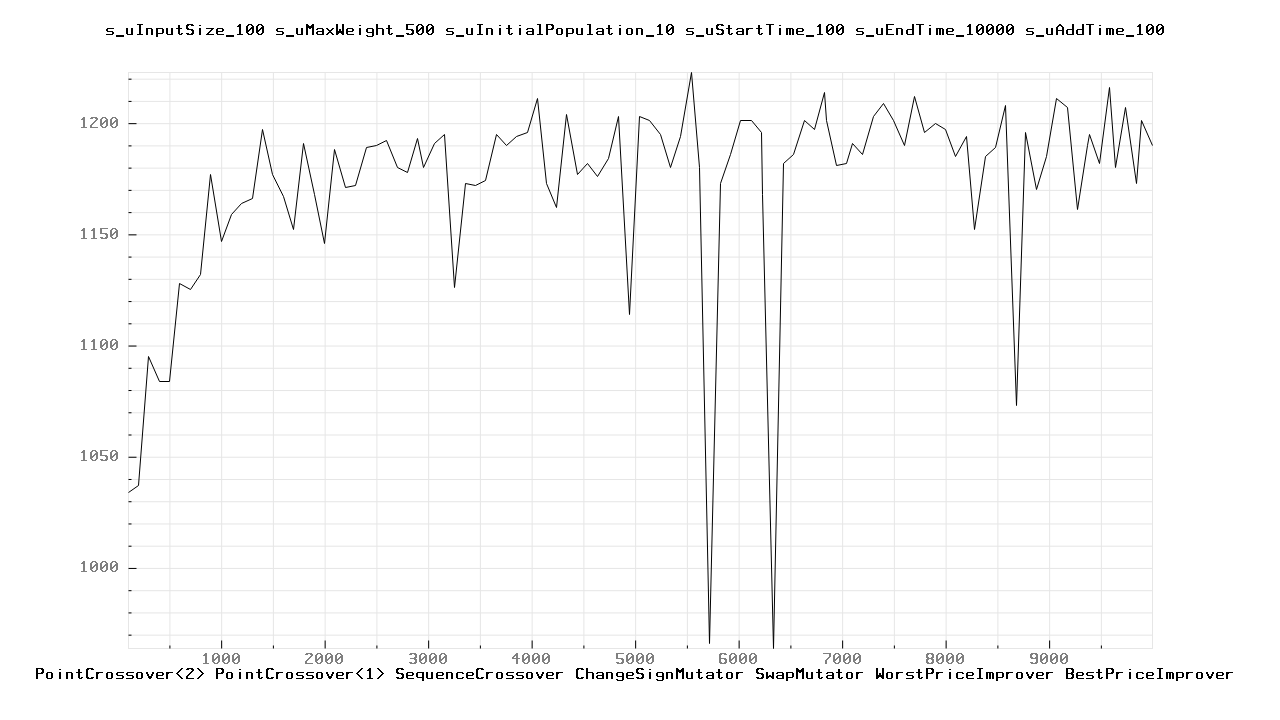 s_uInputSize_100 s_uMaxWeight_500 s_uInitialPopulation_10 s_uStartTime_100 s_uEndTime_10000 s_uAddTime_100
1200
1150
1100
1050
1000
1000 2000 3000 4000 5000 6000 7000 8000 9000
PointCrossover<2> PointCrossover<1> SequenceCrossover ChangeSignMutator SwapMutator WorstPriceImprover BestPriceImprover